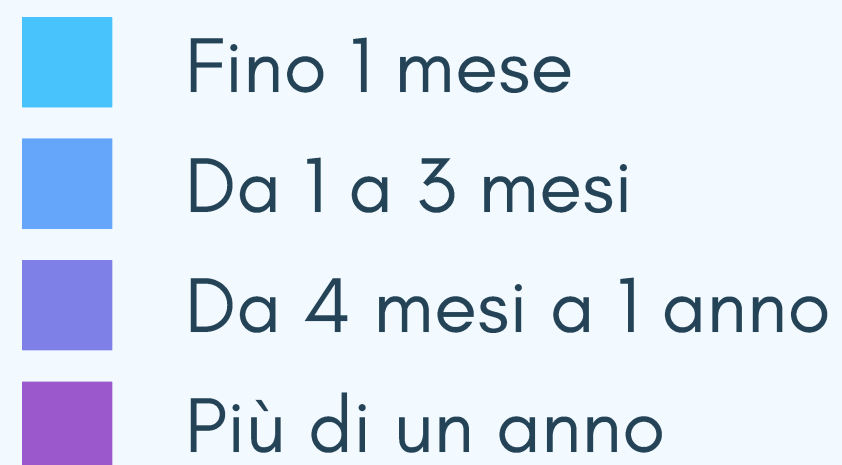 Fino 1 mese
Da 1 a 3 mesi
Da 4 mesi a 1 anno
Più di un anno